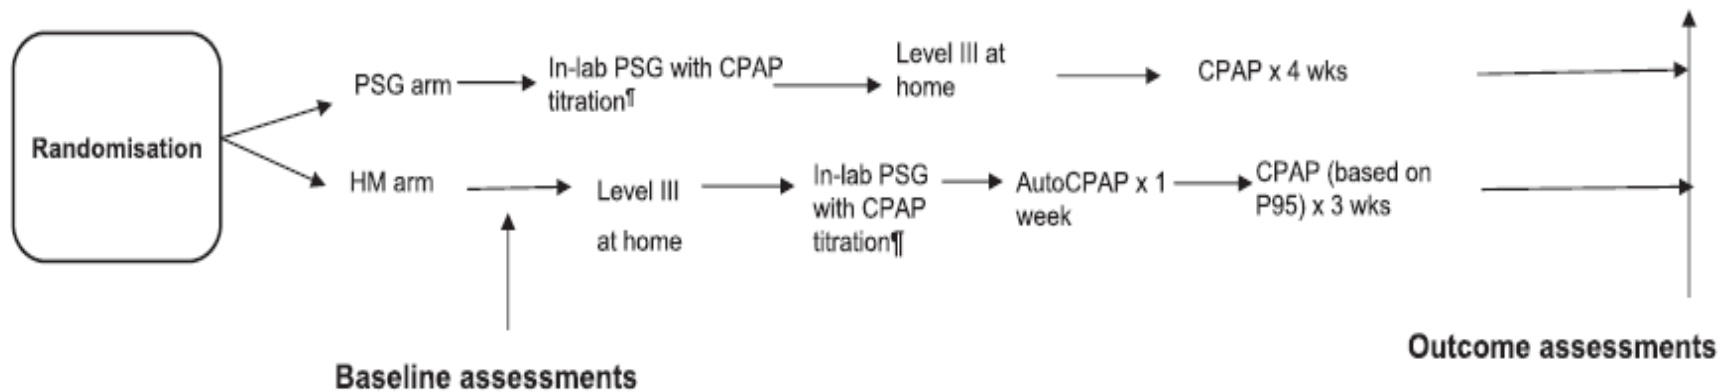 Randomisation
PSG arm
In-lab PSG with CPAP
titration¶
Level III at
home
CPAP x 4 wks
HM arm
Level III
at home
In-lab PSG
with CPAP
titration¶
AutoCPAP x 1
week
CPAP (based on
P95) x 3 wks
Baseline assessments
Outcome assessments